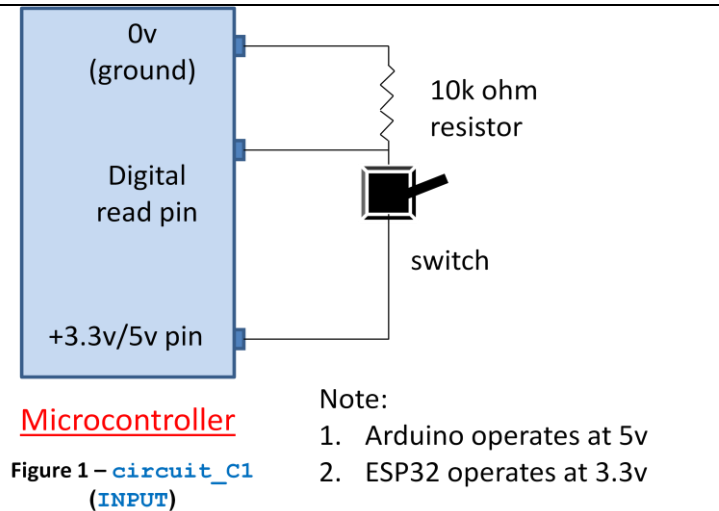 0v
(ground)
10k ohm
resistor
Digital
read pin
switch
+3.3v/5v pin
Microcontroller
Figure 1 – circuit_C1
(INPUT)
Note:
1. Arduino operates at 5v
2. ESP32 operates at 3.3v